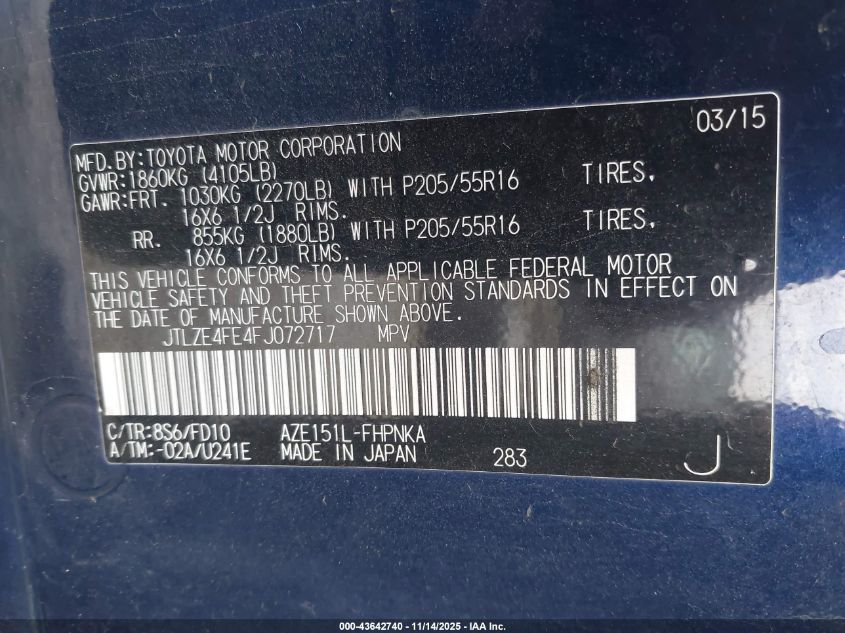 03/15
MFD.BY:TOYOTA MOTOR CORPORATION
GVWR:1860KG (4105LB)
GAWR:FRT. 1030KG (2270LB) WITH P205/55R16 TIRES,
16X6 1/2J RIMS.
RR. 855KG (1880LB) WITH P205/55R16 TIRES,
16X6 1/2J RIMS.
THIS VEHICLE CONFORMS TO ALL APPLICABLE FEDERAL MOTOR
VEHICLE SAFETY AND THEFT PREVENTION STANDARDS IN EFFECT ON
THE DATE OF MANUFACTURE SHOWN ABOVE.
JTLZE4FE4FJ072717 MPV
C/TR:8S6/FD10 AZE151L-FHPNKA
A/TM:-02A/U241E MADE IN JAPAN 283 J
000-43642740 - 11/14/2025 - IAA Inc.